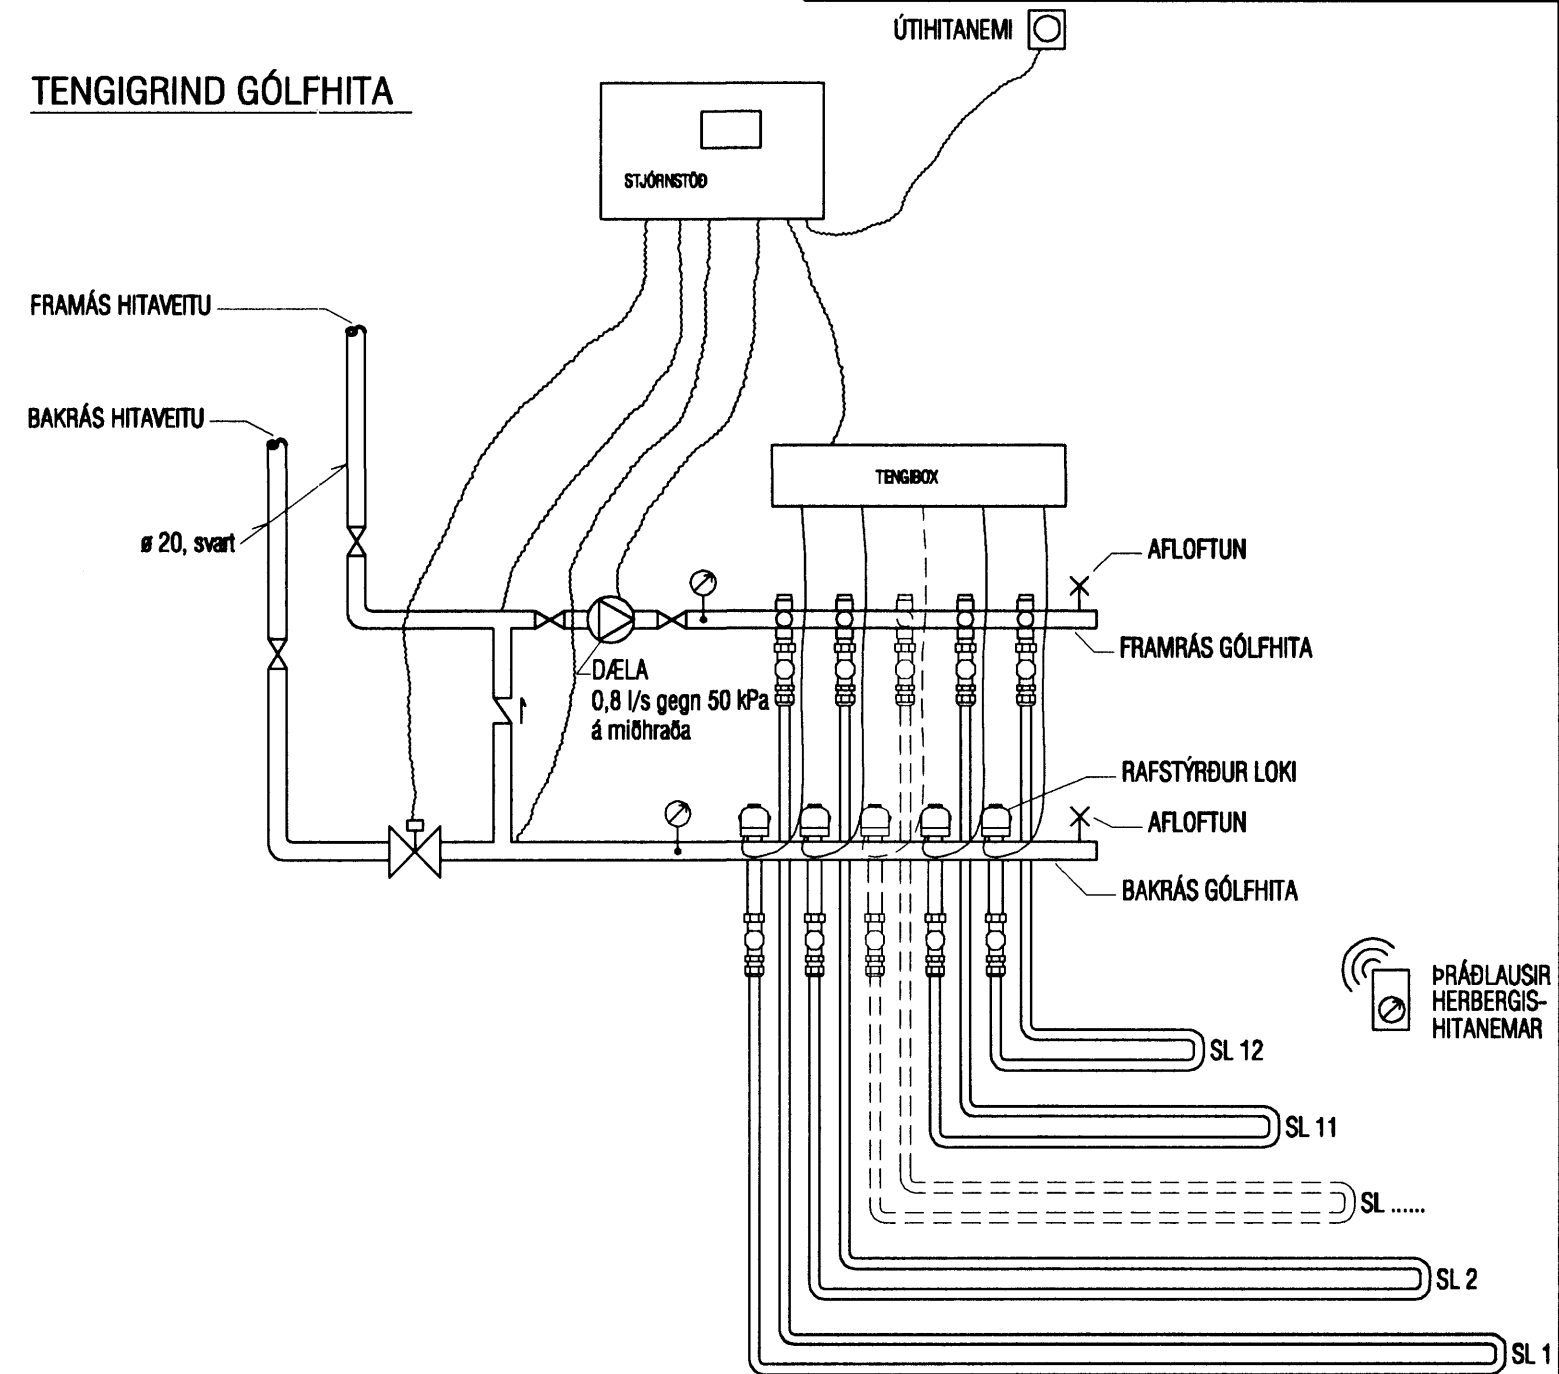 ÚTIHITANEMI
TENGIGRIND GÓLFHITA
STJÓRNSTÖÐ
FRAMÁS HITAVEITU
BAKRÁS HITAVEITU
TENGIBOX
ø 20, svart
AFLOFTUN
FRAMRÁS GÓLFHITA
DÆLA
0,8 l/s gegn 50 kPa
á miðhraða
RAFSTÝRÐUR LOKI
AFLOFTUN
BAKRÁS GÓLFHITA
ÞRÁÐLAUSIR
HERBERGIS-
HITANEMAR
SL 12
SL 11
SL ......
SL 2
SL 1